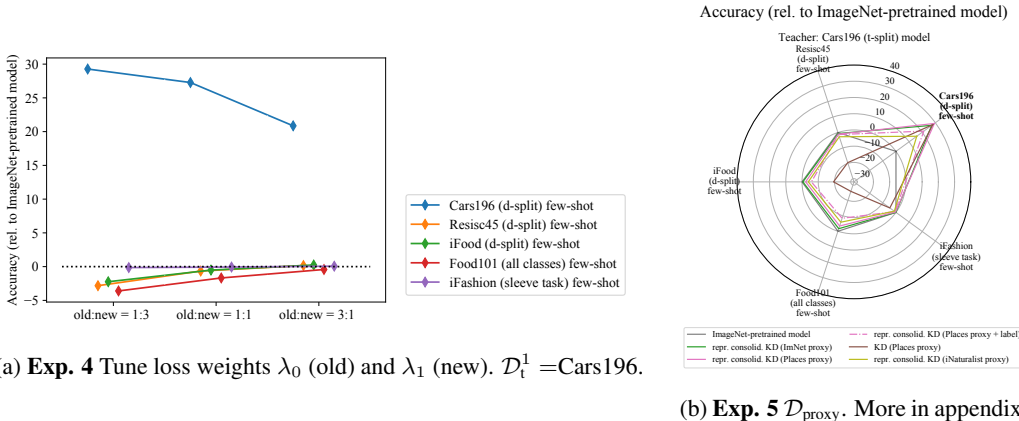 Accuracy (rel. to ImageNet-pretrained model)
30
25
20
15
10
5
0
−5
old:new = 1:3
old:new = 1:1
old:new = 3:1
Cars196 (d-split) few-shot
Resisc45 (d-split) few-shot
iFood (d-split) few-shot
Food101 (all classes) few-shot
iFashion (sleeve task) few-shot
a) Exp. 4 Tune loss weights λ0 (old) and λ1 (new). 𝒟t1 =Cars196.
Accuracy (rel. to ImageNet-pretrained model)
Teacher: Cars196 (t-split) model
Resisc45
(d-split)
few-shot
40
30
20
10
0
−10
−20
−30
Cars196
(d-split)
few-shot
iFood
(d-split)
few-shot
iFashion
(sleeve task)
few-shot
Food101
(all classes)
few-shot
ImageNet-pretrained model
repr. consolid. KD (ImNet proxy)
repr. consolid. KD (Places proxy)
repr. consolid. KD (Places proxy + label)
KD (Places proxy)
repr. consolid. KD (iNaturalist proxy)
(b) Exp. 5 𝒟proxy. More in appendix